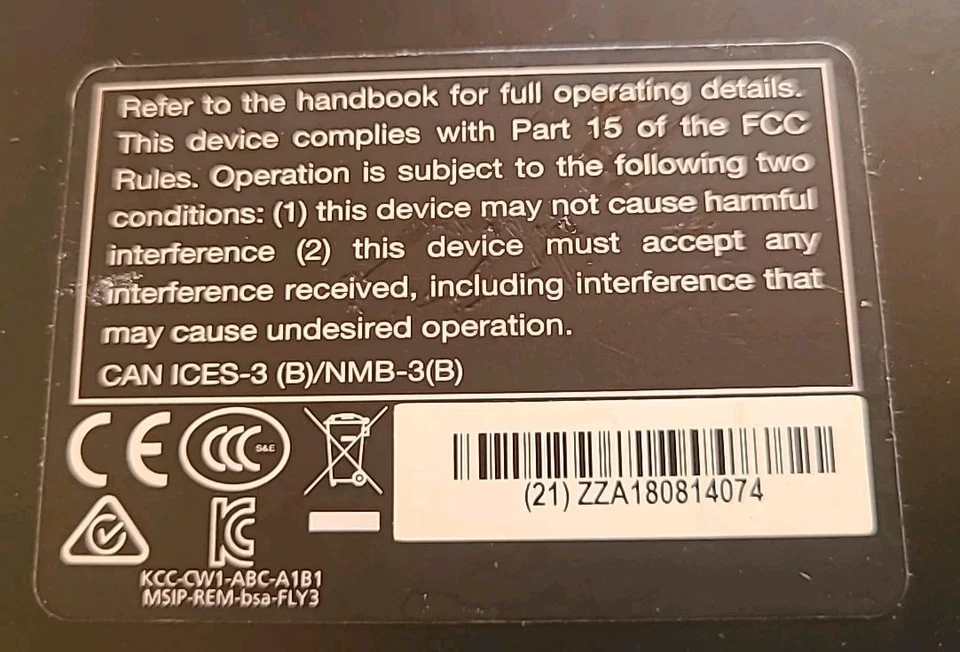 Refer to the handbook for full operating details.
This device complies with Part 15 of the FCC
Rules. Operation is subject to the following two
conditions: (1) this device may not cause harmful
interference (2) this device must accept any
interference received, including interference that
may cause undesired operation.
CAN ICES-3 (B)/NMB-3(B)
CE CCC S&E
(21) ZZA180814074
KC
KCC-CW1-ABC-A1B1
MSIP-REM-bsa-FLY3